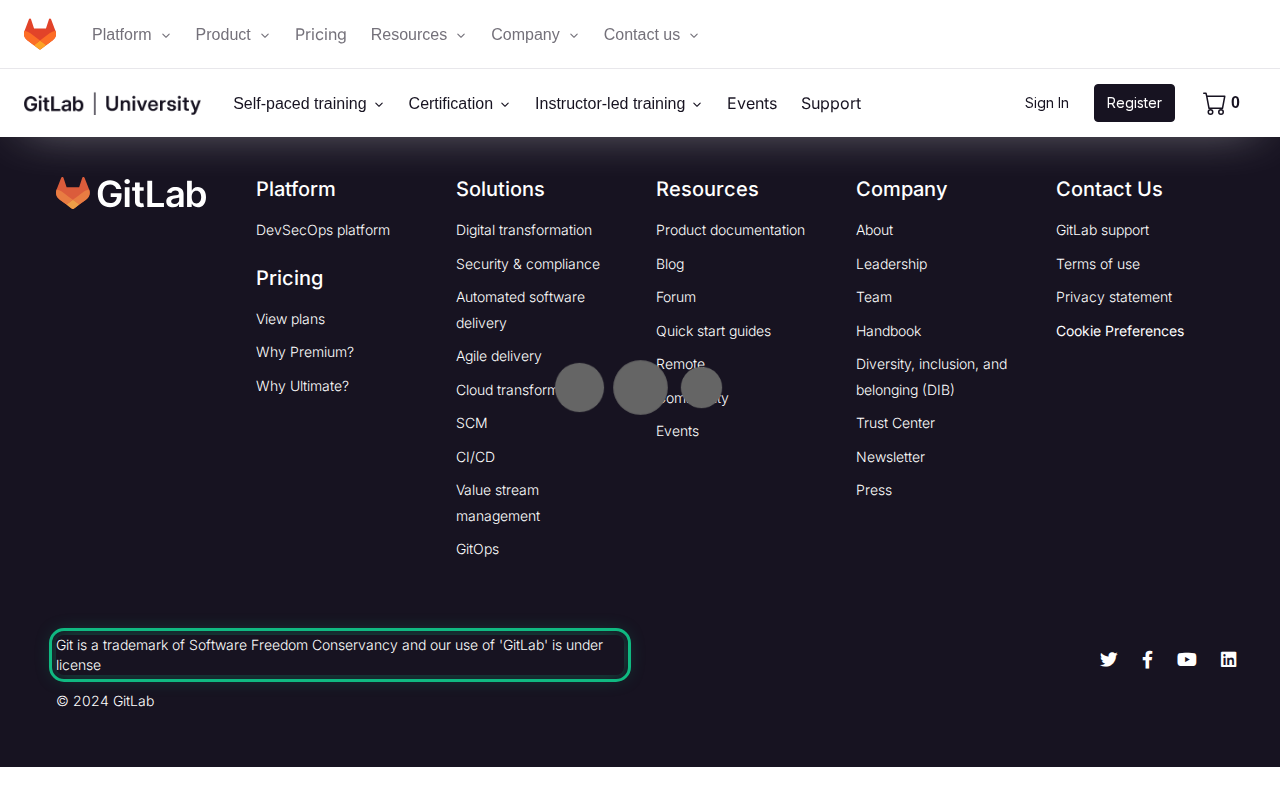 Platform
Product
Pricing
Resources
Company
Contact us
GitLab | University
Self-paced training
Certification
Instructor-led training
Events
Support
Sign In
Register
0
GitLab
Platform
DevSecOps platform
Pricing
View plans
Why Premium?
Why Ultimate?
Solutions
Digital transformation
Security & compliance
Automated software
delivery
Agile delivery
Cloud
SCM
CI/CD
Value stream
management
GitOps
Resources
Product documentation
Blog
Forum
Quick start guides
Remote
Events
Company
About
Leadership
Team
Handbook
Diversity, inclusion, and
belonging (DIB)
Trust Center
Newsletter
Press
Contact Us
GitLab support
Terms of use
Privacy statement
Cookie Preferences
Git is a trademark of Software Freedom Conservancy and our use of 'GitLab' is under
license
© 2024 GitLab